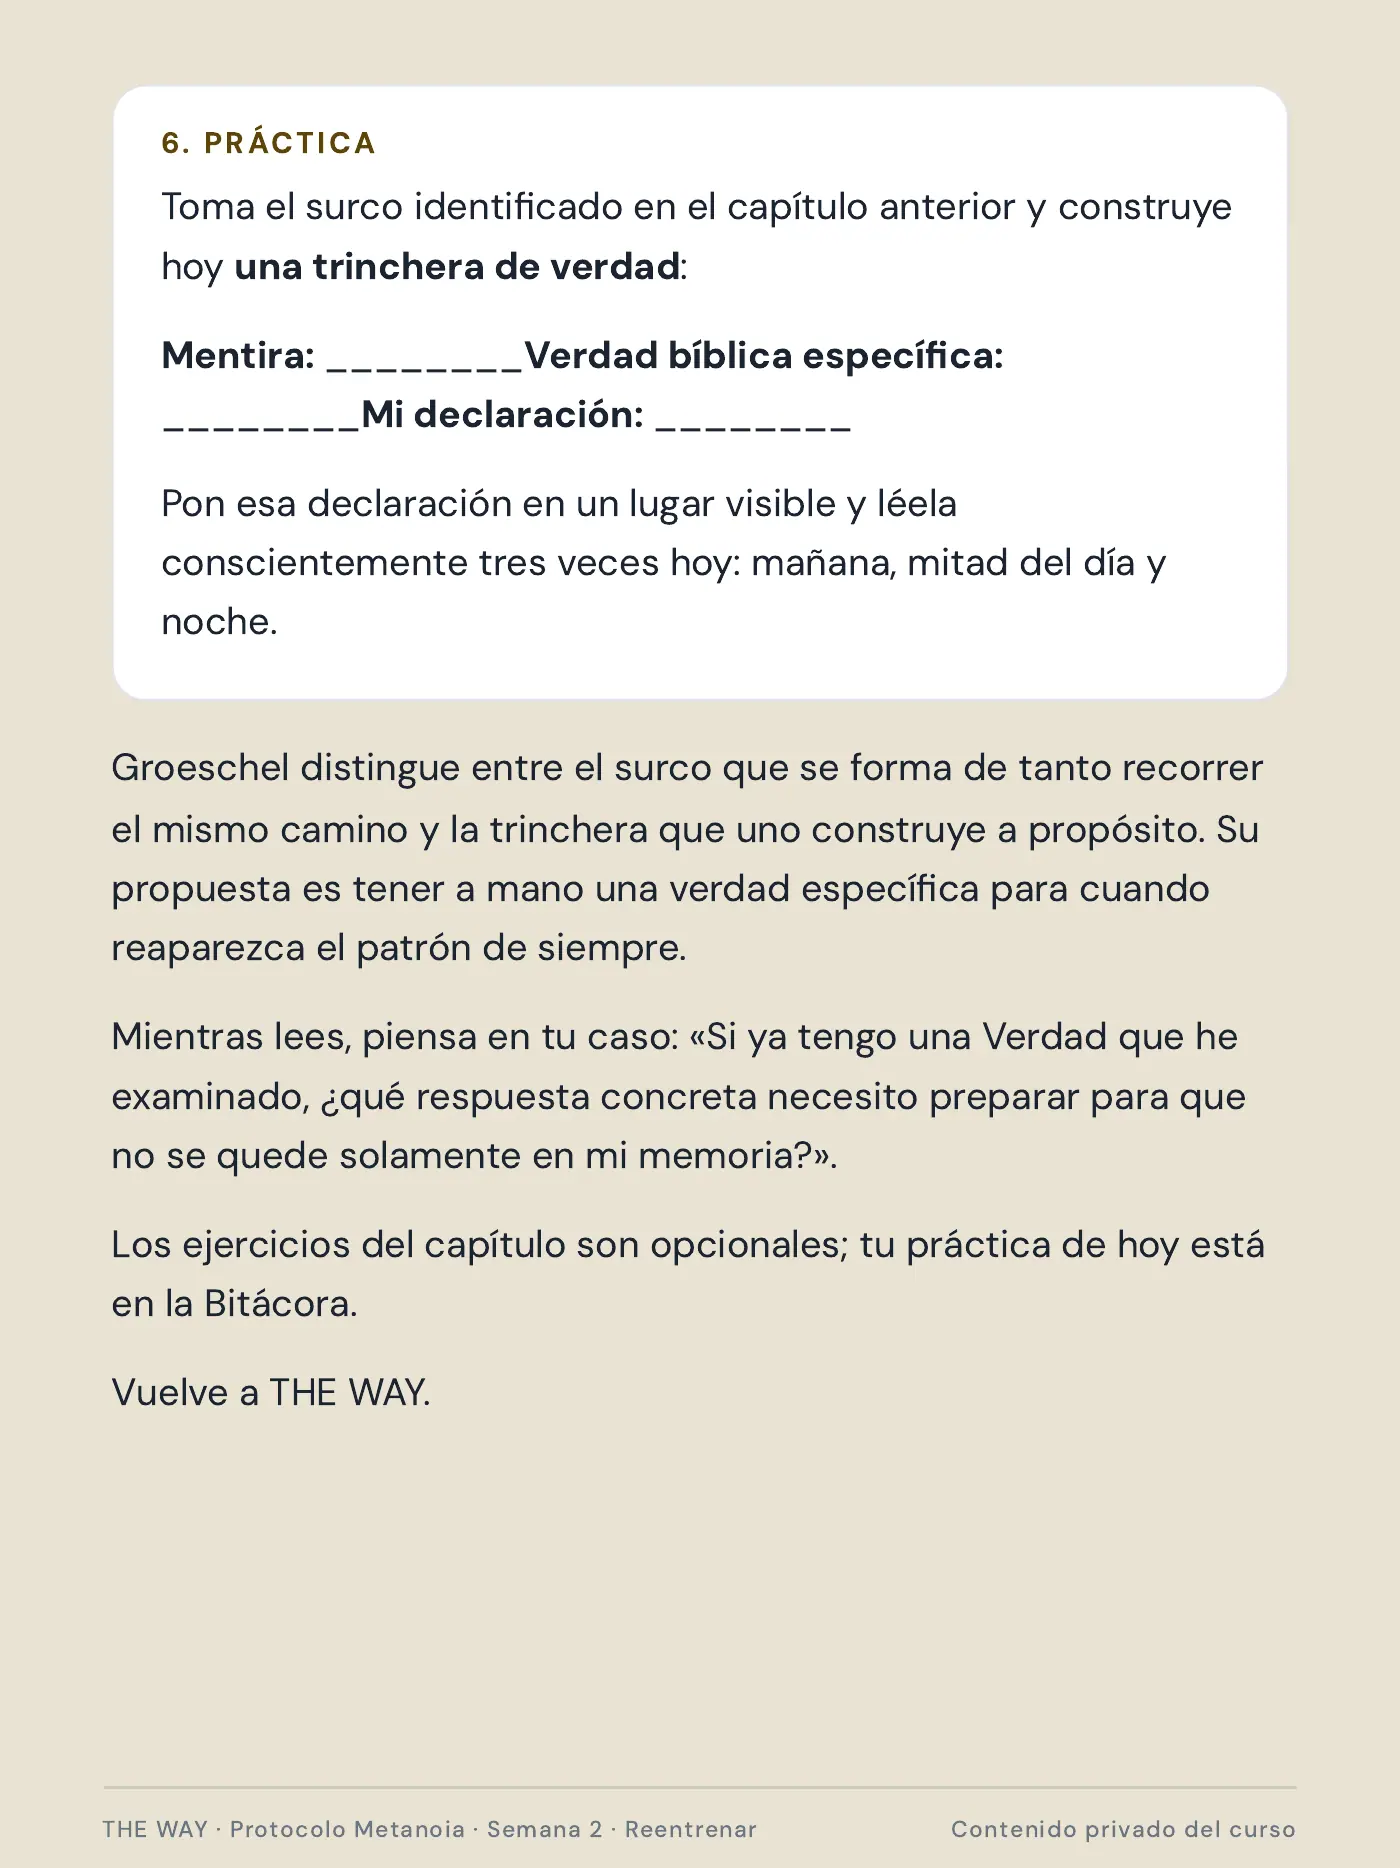 6. PRÁCTICA
Toma el surco identificado en el capítulo anterior y construye
hoy una trinchera de verdad:
Mentira: ________Verdad bíblica específica:
________Mi declaración: ________
Pon esa declaración en un lugar visible y léela
conscientemente tres veces hoy: mañana, mitad del día y
noche.
Groeschel distingue entre el surco que se forma de tanto recorrer
el mismo camino y la trinchera que uno construye a propósito. Su
propuesta es tener a mano una verdad específica para cuando
reaparezca el patrón de siempre.
Mientras lees, piensa en tu caso: «Si ya tengo una Verdad que he
examinado, ¿qué respuesta concreta necesito preparar para que
no se quede solamente en mi memoria?».
Los ejercicios del capítulo son opcionales; tu práctica de hoy está
en la Bitácora.
Vuelve a THE WAY.
THE WAY · Protocolo Metanoia · Semana 2 · Reentrenar
Contenido privado del curso